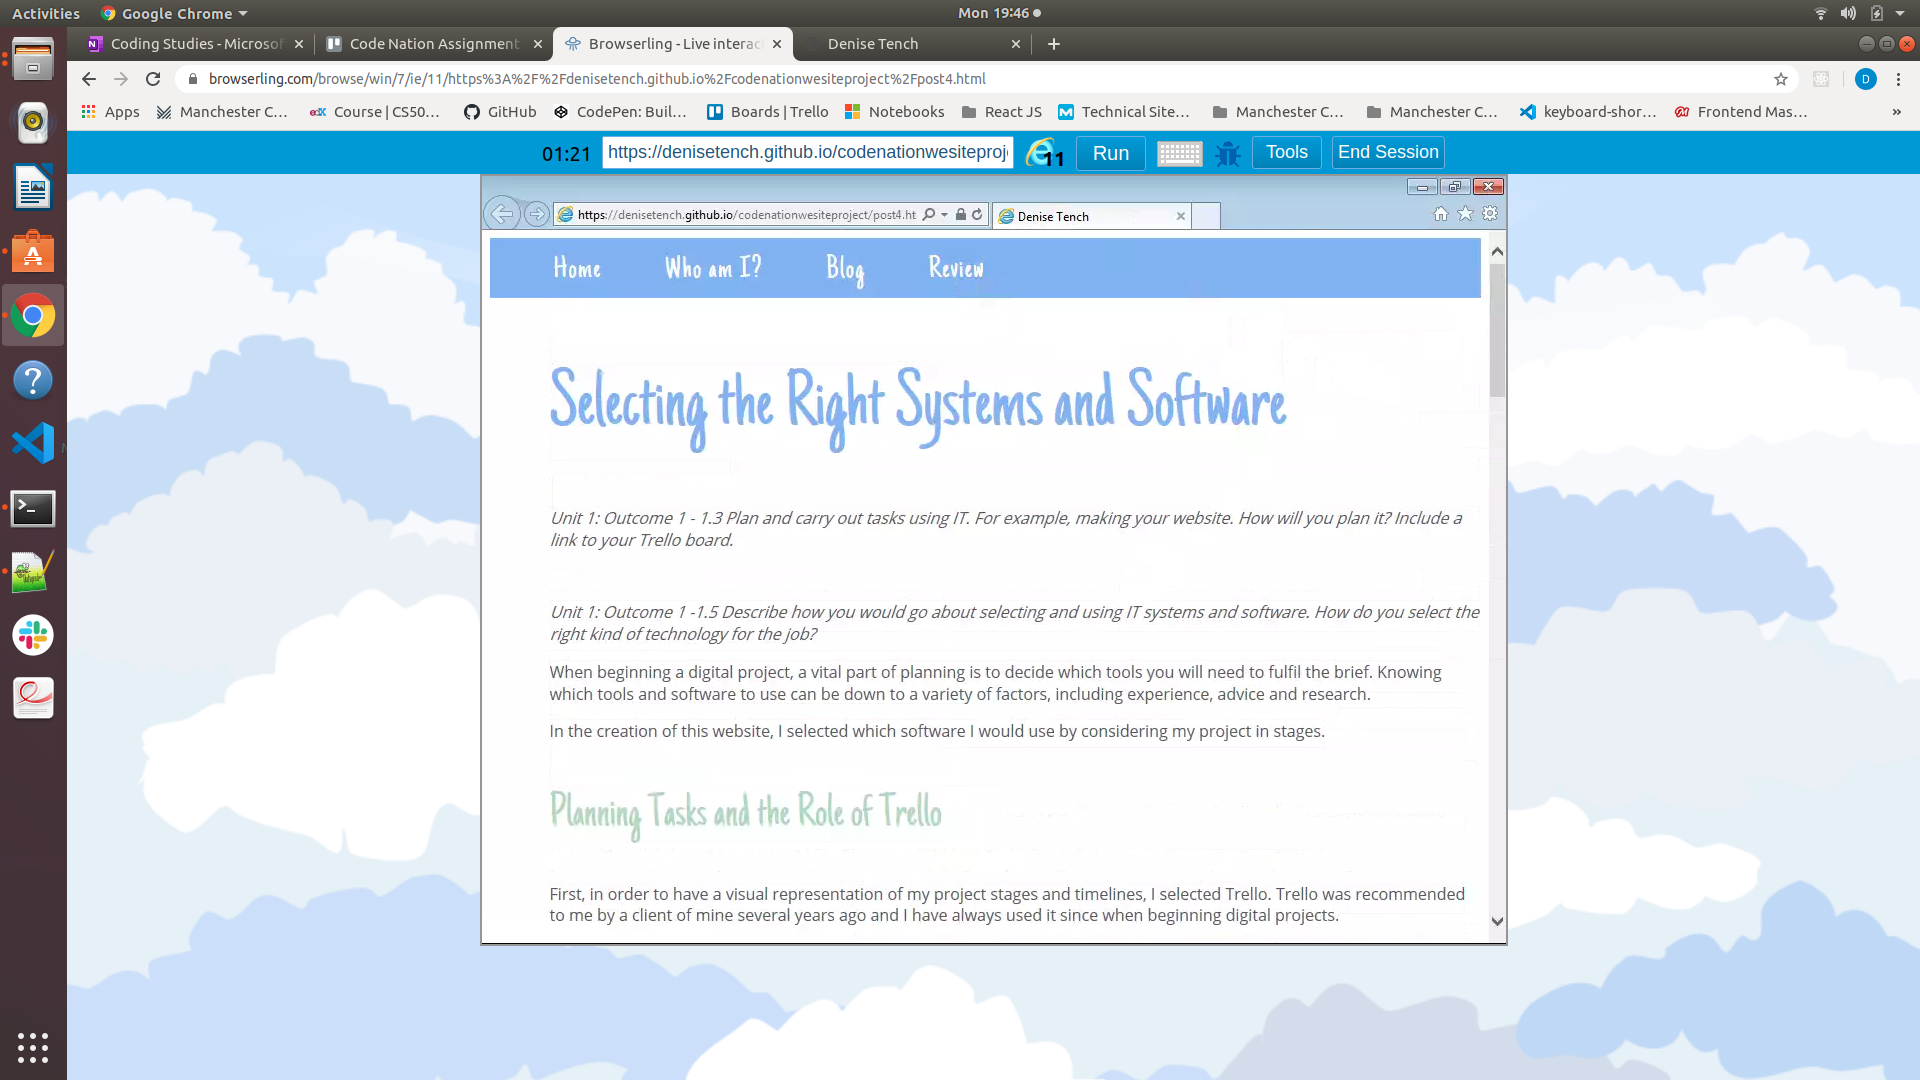 Activities Google Chrome Mon 19:46
Coding Studies - Microsof Code Nation Assignment Browserling - Live interac Denise Tench
browserling.com/browse/win/7/ie/11/https%3A%2F%2Fdenisetench.github.io%2Fcodenationwesiteproject%2Fpost4.html D
Apps Manchester C... edX Course | CS50... GitHub CodePen: Buil... Boards | Trello Notebooks React JS Technical Site... Manchester C... Manchester C... keyboard-shor... Frontend Mas... »
01:21 https://denisetench.github.io/codenationwesiteproj 11 Run Tools End Session
https://denisetench.github.io/codenationwesiteproject/post4.ht Denise Tench
Home Who am I? Blog Review
Selecting the Right Systems and Software
Unit 1: Outcome 1 - 1.3 Plan and carry out tasks using IT. For example, making your website. How will you plan it? Include a
link to your Trello board.
Unit 1: Outcome 1 -1.5 Describe how you would go about selecting and using IT systems and software. How do you select the
right kind of technology for the job?
When beginning a digital project, a vital part of planning is to decide which tools you will need to fulfil the brief. Knowing
which tools and software to use can be down to a variety of factors, including experience, advice and research.
In the creation of this website, I selected which software I would use by considering my project in stages.
Planning Tasks and the Role of Trello
First, in order to have a visual representation of my project stages and timelines, I selected Trello. Trello was recommended
to me by a client of mine several years ago and I have always used it since when beginning digital projects.